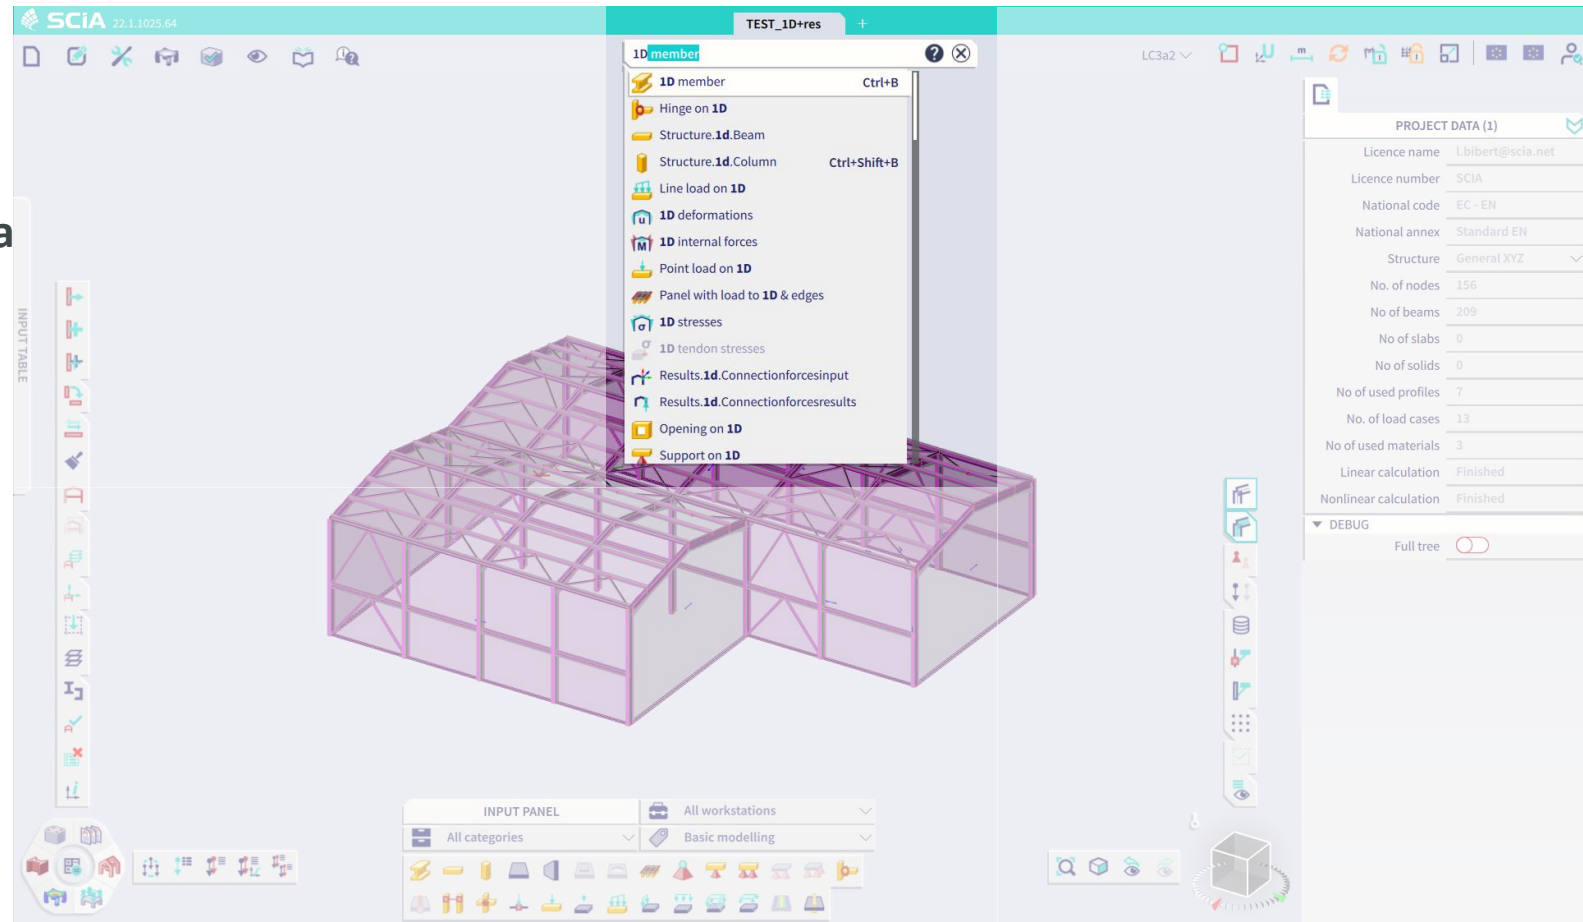 SCiA 22.1.1025.64
TEST_1D+res
+
1D member
LC3a2
1D member Ctrl+B
Hinge on 1D
Structure.1d.Beam
Structure.1d.Column Ctrl+Shift+B
Line load on 1D
1D deformations
1D internal forces
Point load on 1D
Panel with load to 1D & edges
1D stresses
1D tendon stresses
Results.1d.Connectionforcesinput
Results.1d.Connectionforcesresults
Opening on 1D
Support on 1D
a
INPUT TABLE
PROJECT DATA (1)
Licence name l.bibert@scia.net
Licence number SCIA
National code EC - EN
National annex Standard EN
Structure General XYZ
No. of nodes 156
No of beams 209
No of slabs 0
No of solids 0
No of used profiles 7
No. of load cases 13
No of used materials 3
Linear calculation Finished
Nonlinear calculation Finished
DEBUG
Full tree
INPUT PANEL
All workstations
All categories
Basic modelling